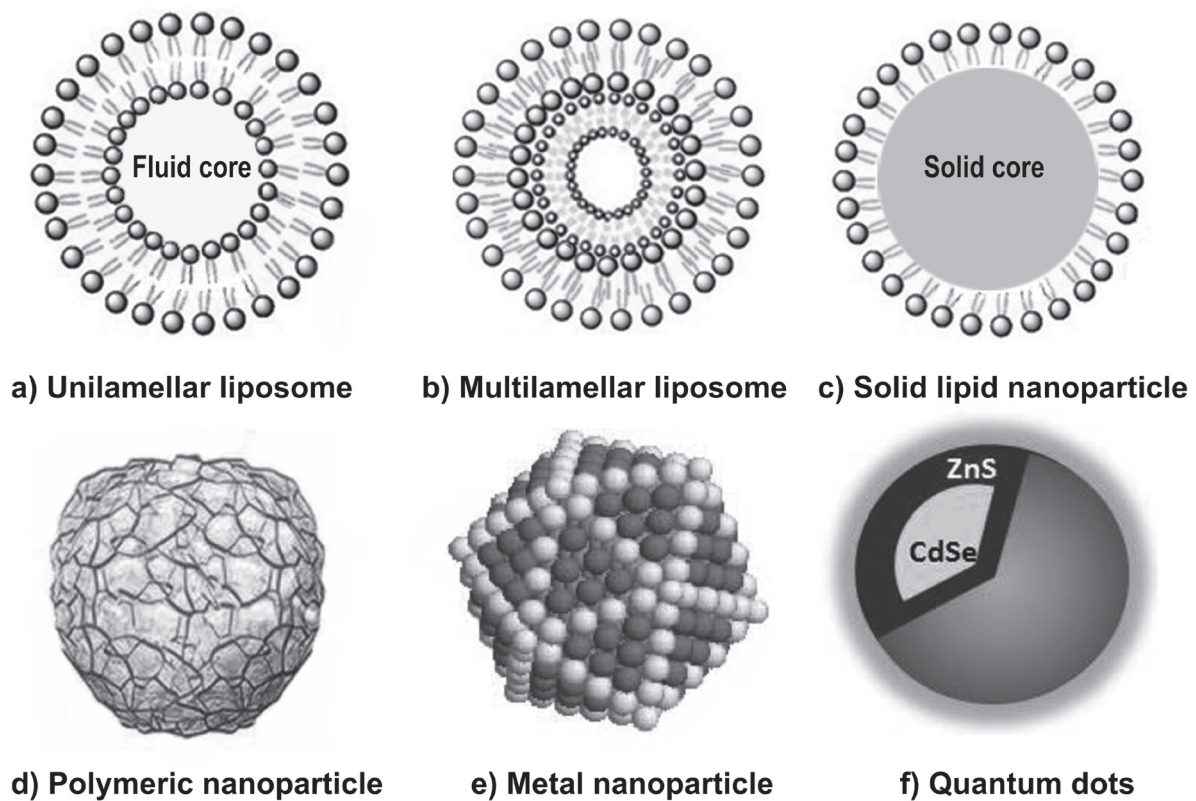 Fluid core
Solid core
a) Unilamellar liposome
b) Multilamellar liposome
c) Solid lipid nanoparticle
ZnS
CdSe
d) Polymeric nanoparticle
e) Metal nanoparticle
f) Quantum dots